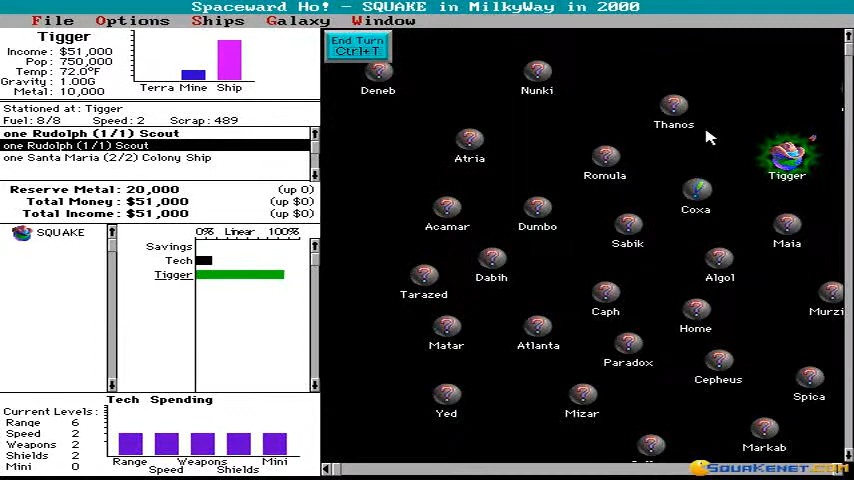 Spaceward Ho! - SQUAKE in MilkyWay in 2000
File Options Ships Galaxy Window
Tigger
Income: $51,000
Pop: 750,000
Temp: 72.0°F
Gravity: 1.00G
Metal: 10,000
Terra Mine Ship
Stationed at: Tigger
Fuel: 8/8 Speed: 2 Scrap: 489
one Rudolph (1/1) Scout
one Rudolph (1/1) Scout
one Santa Maria (2/2) Colony Ship
Reserve Metal: 20,000 (up 0)
Total Money: $51,000 (up $0)
Total Income: $51,000 (up $0)
SQUAKE
0% Linear 100%
Savings
Tech
Tigger
Tech Spending
Current Levels:
Range 6
Speed 2
Weapons 2
Shields 2
Mini 0
Range Weapons Mini
Speed Shields
End Turn
Ctrl+T
Deneb
Nunki
Thanos
Atria
Romula
Tigger
Coxa
Acamar
Dumbo
Sabik
Maia
Dabih
Algol
Tarazed
Caph
Murzi
Home
Matar
Atlanta
Paradox
Cepheus
Spica
Yed
Mizar
Markab
SQUAKENET.COM